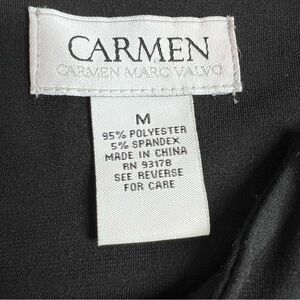 CARMEN
CARMEN MARC VALVO
M
95% POLYESTER
5% SPANDEX
MADE IN CHINA
RN 93178
SEE REVERSE
FOR CARE